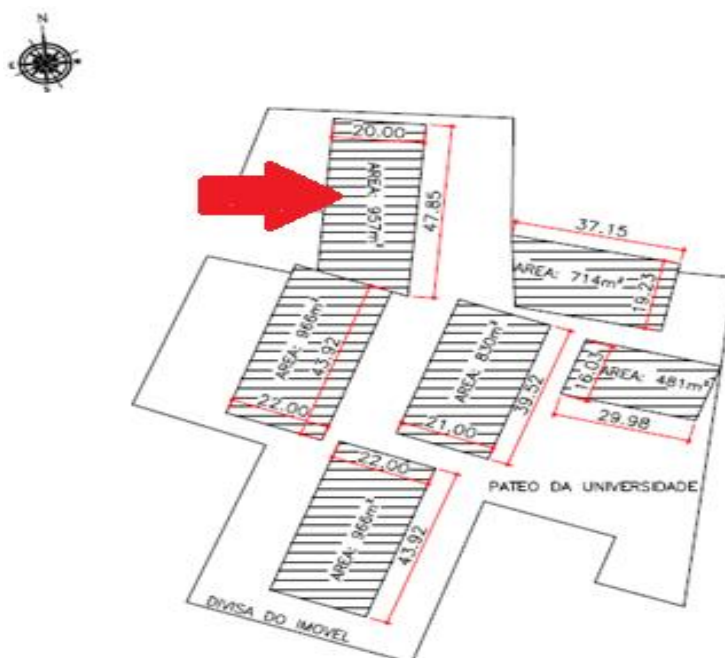 N
S
20.00
AREA: 957m²
47.85
37.15
AREA: 714m²
19.23
AREA: 966m²
43.92
22.00
AREA: 830m²
39.52
21.00
16.03
AREA: 481m²
29.98
22.00
PATEO DA UNIVERSIDADE
AREA: 966m²
43.92
DIVISA DO IMOVEL